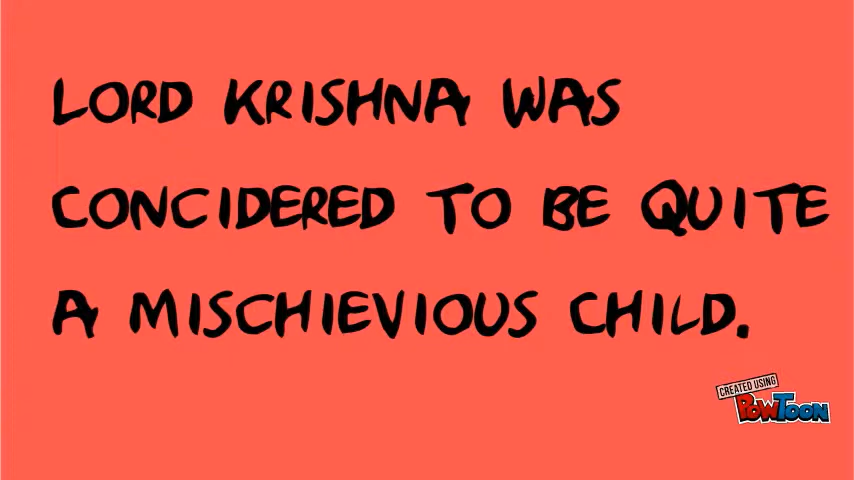 LORD KRISHNA WAS
CONCIDERED TO BE QUITE
A MISCHIEVIOUS CHILD.
CREATED USING
POWTOON